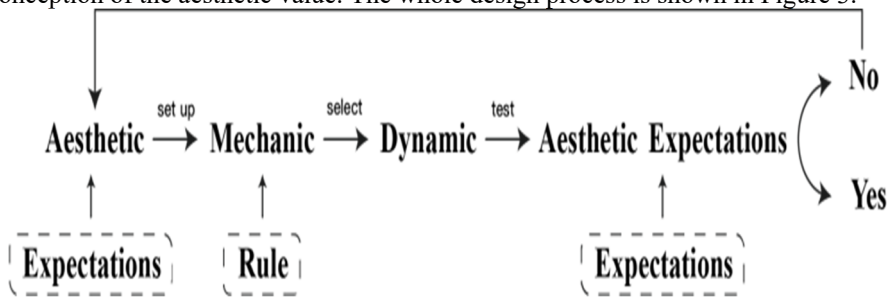 onception of the aesthetic value. The whole design process is shown in Figure 3.
No
set up select test
Aesthetic Mechanic Dynamic Aesthetic Expectations
Yes
Expectations Rule Expectations